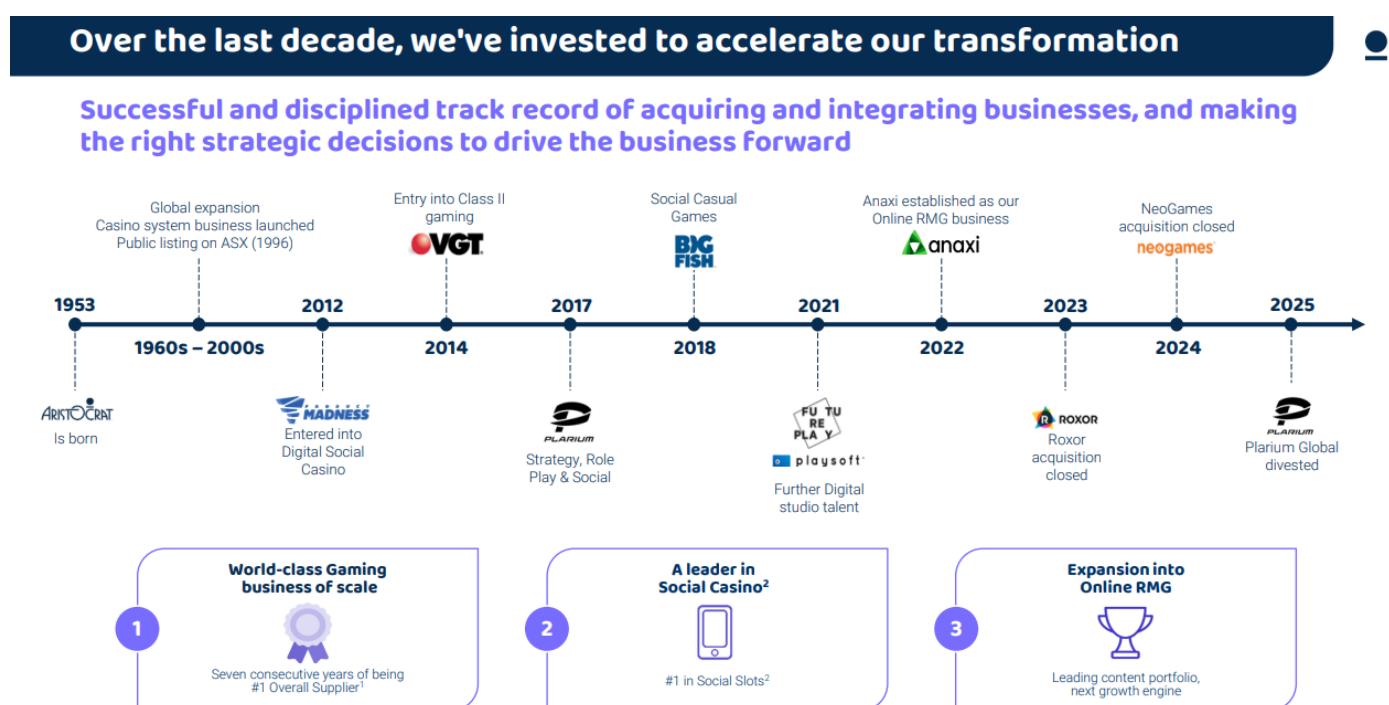 Over the last decade, we've invested to accelerate our transformation
Successful and disciplined track record of acquiring and integrating businesses, and making
the right strategic decisions to drive the business forward
1953
ARISTOCRAT
Is born
Global expansion
Casino system business launched
Public listing on ASX (1996)
1960s – 2000s
2012
PRODUCT
MADNESS
Entered into
Digital Social
Casino
Entry into Class II
gaming
VGT
2014
2017
PLARIUM
Strategy, Role
Play & Social
Social Casual
Games
BIG
FISH
2018
2021
FU TU
RE
PLA Y
playsoft
Further Digital
studio talent
Anaxi established as our
Online RMG business
anaxi
2022
2023
ROXOR
Roxor
acquisition
closed
NeoGames
acquisition closed
neogames
2024
2025
PLARIUM
Plarium Global
divested
1
World-class Gaming
business of scale
Seven consecutive years of being
#1 Overall Supplier1
2
A leader in
Social Casino2
#1 in Social Slots2
3
Expansion into
Online RMG
Leading content portfolio,
next growth engine